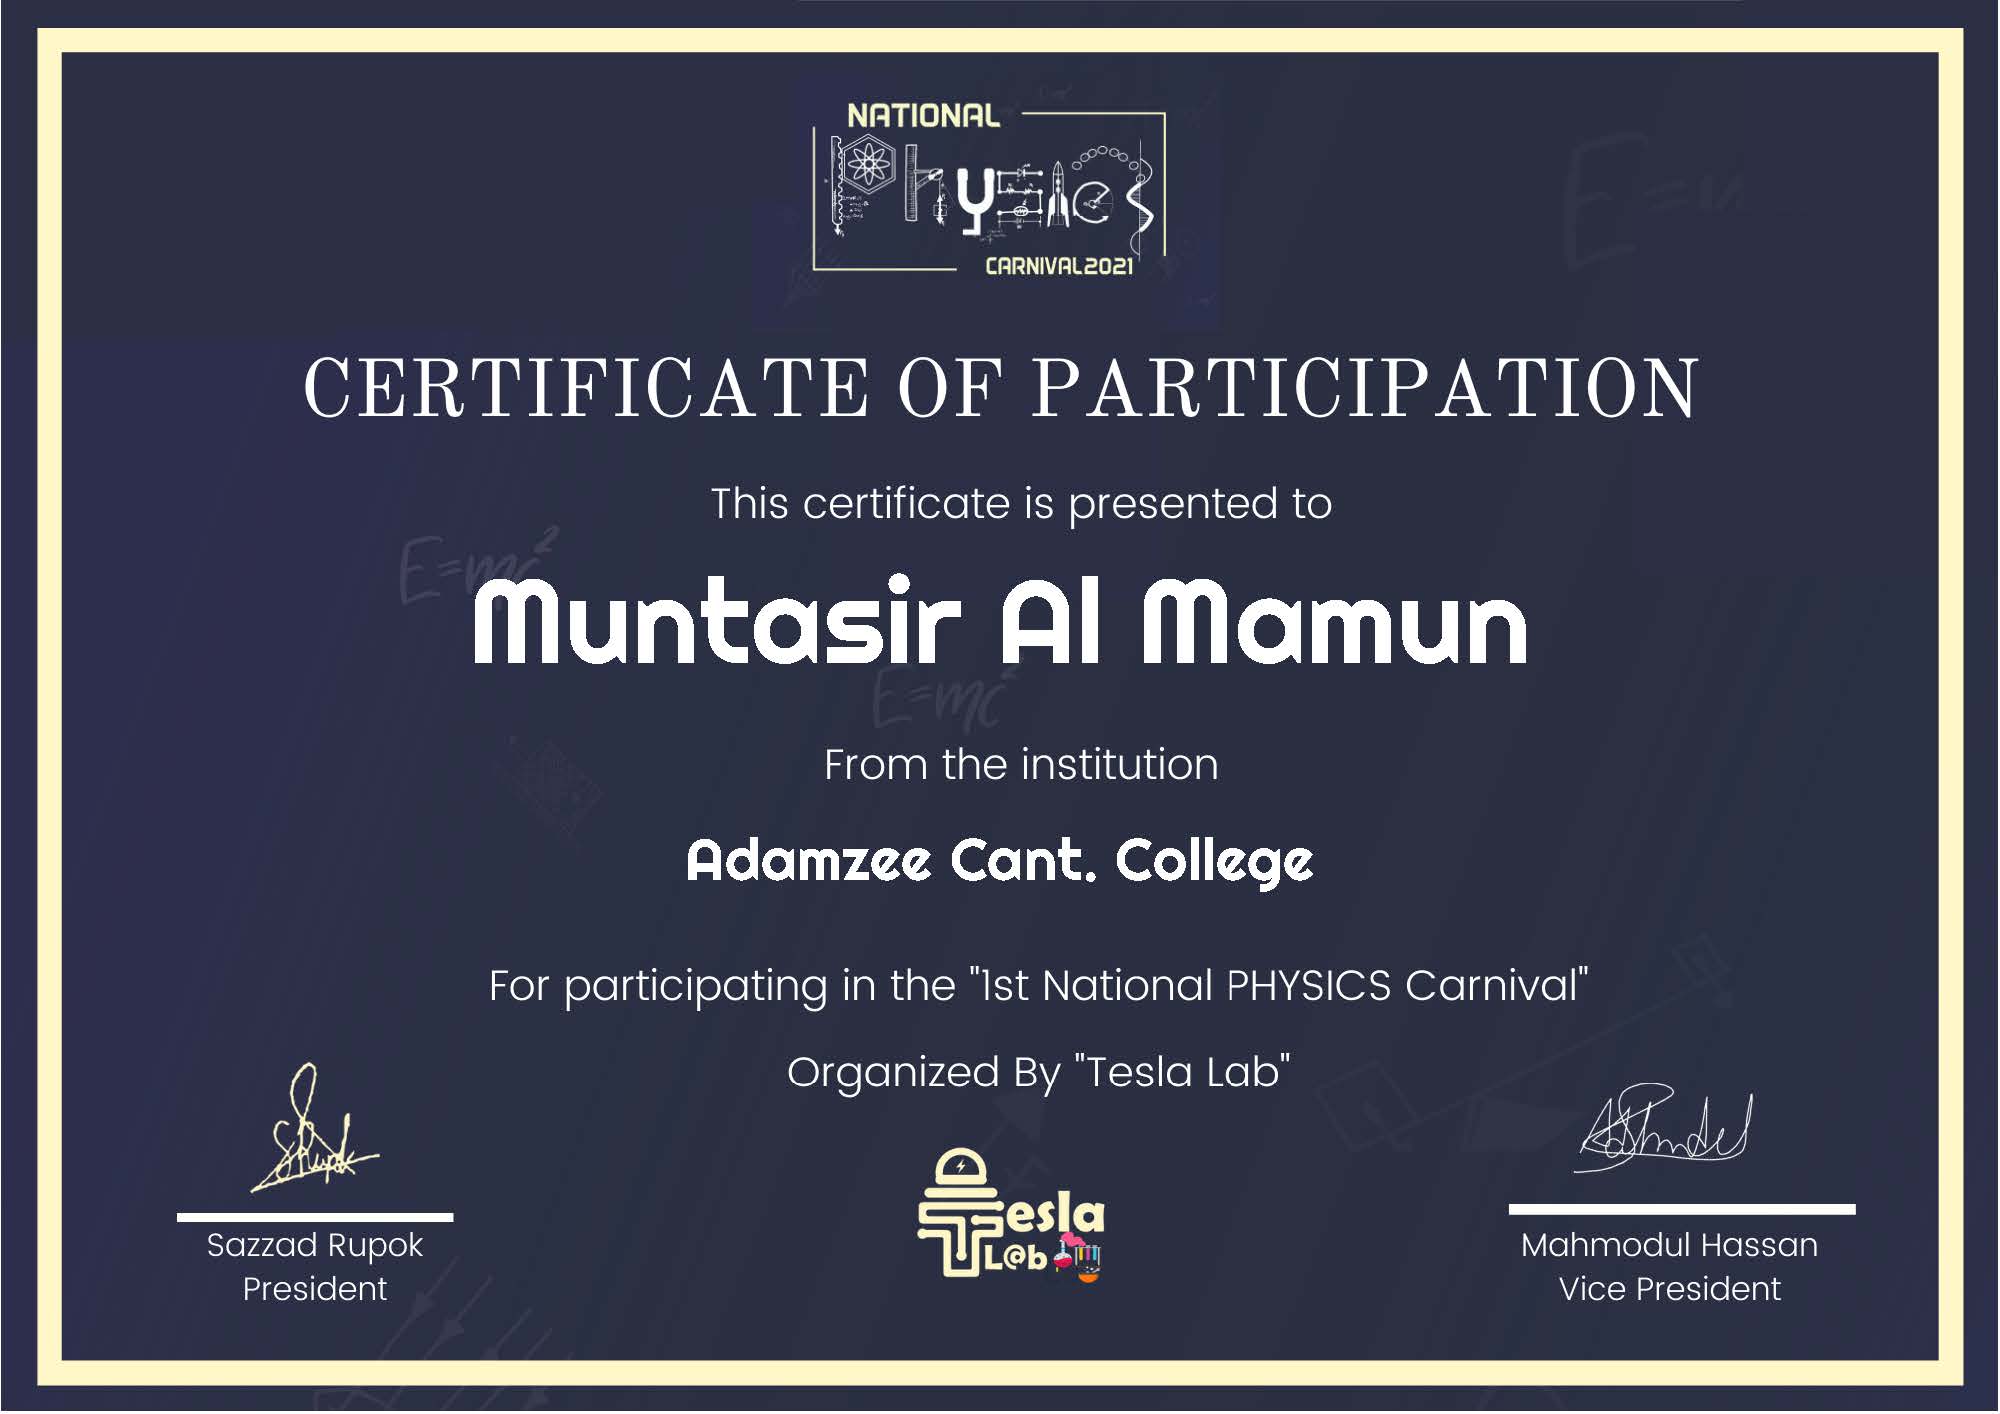 NATIONAL
Physics
CARNIVAL2021
CERTIFICATE OF PARTICIPATION
This certificate is presented to
E=mc²
Muntasir Al Mamun
E=mc²
From the institution
Adamzee Cant. College
For participating in the "1st National PHYSICS Carnival"
Organized By "Tesla Lab"
Tesla
L@b
Sazzad Rupok
President
Mahmodul Hassan
Vice President